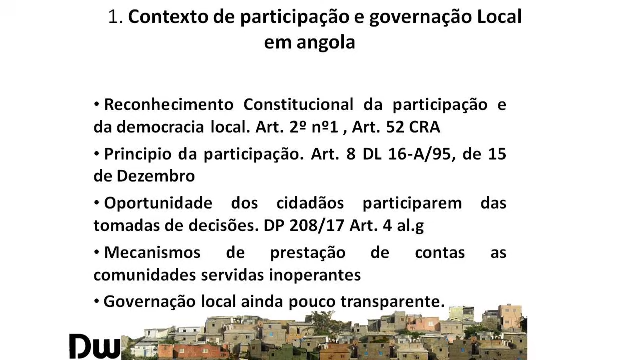 1. Contexto de participação e governação Local
em angola
• Reconhecimento Constitucional da participação e
da democracia local. Art. 2º nº1 , Art. 52 CRA
• Principio da participação. Art. 8 DL 16-A/95, de 15
de Dezembro
• Oportunidade dos cidadãos participarem das
tomadas de decisões. DP 208/17 Art. 4 al.g
• Mecanismos de prestação de contas as
comunidades servidas inoperantes
• Governação local ainda pouco transparente.
Dw